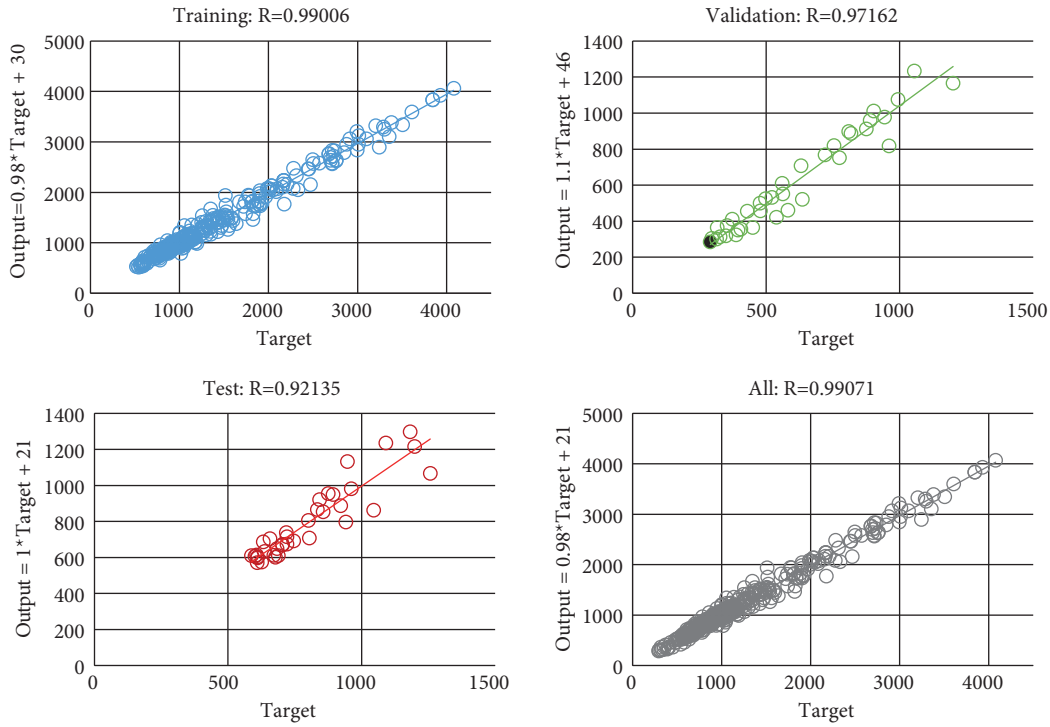 Training: R=0.99006
Output=0.98*Target + 30
5000
4000
3000
2000
1000
0
0 1000 2000 3000 4000
Target
Validation: R=0.97162
Output = 1.1*Target + 46
1400
1200
1000
800
600
400
200
0
0 500 1000 1500
Target
Test: R=0.92135
Output = 1*Target + 21
1400
1200
1000
800
600
400
200
0
0 500 1000 1500
Target
All: R=0.99071
Output = 0.98*Target + 21
5000
4000
3000
2000
1000
0
0 1000 2000 3000 4000
Target